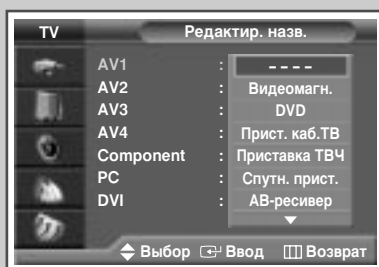 TV Редактир. назв.
AV1 : - - - -
AV2 : Видеомагн.
AV3 : DVD
AV4 : Прист. каб.ТВ
Component : Приставка ТВЧ
PC : Спутн. прист.
DVI : АВ-ресивер
Выбор Ввод Возврат